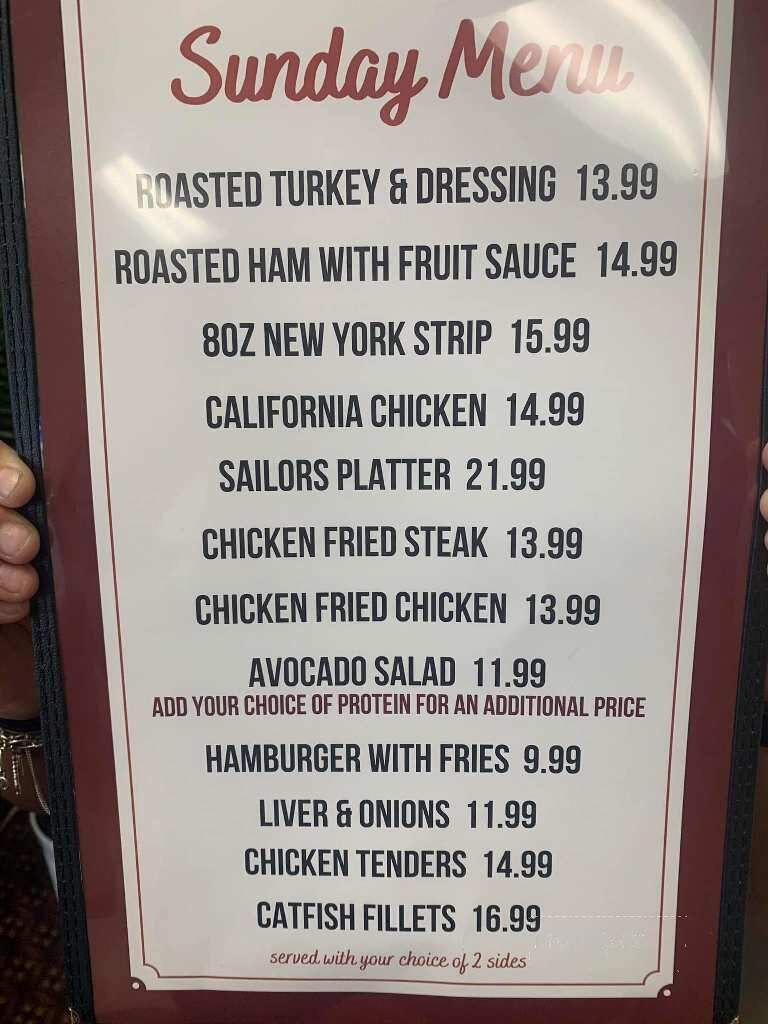 Sunday Menu
ROASTED TURKEY & DRESSING 13.99
ROASTED HAM WITH FRUIT SAUCE 14.99
8OZ NEW YORK STRIP 15.99
CALIFORNIA CHICKEN 14.99
SAILORS PLATTER 21.99
CHICKEN FRIED STEAK 13.99
CHICKEN FRIED CHICKEN 13.99
AVOCADO SALAD 11.99
ADD YOUR CHOICE OF PROTEIN FOR AN ADDITIONAL PRICE
HAMBURGER WITH FRIES 9.99
LIVER & ONIONS 11.99
CHICKEN TENDERS 14.99
CATFISH FILLETS 16.99
served with your choice of 2 sides